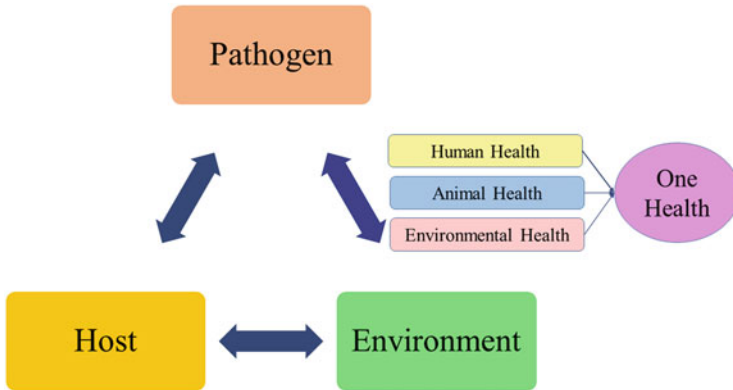 Pathogen
Human Health
Animal Health
Environmental Health
One
Health
Host
Environment